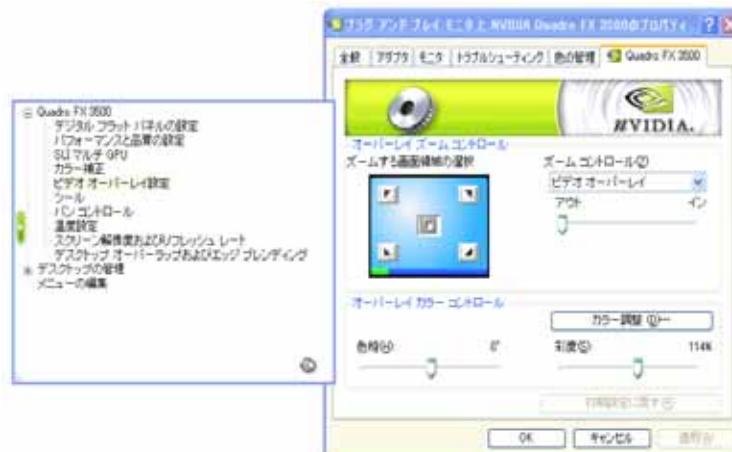 Quadro FX 3500
デジタル フラット パネルの設定
パフォーマンスと品質の設定
SLI マルチ GPU
カラー補正
ビデオ オーバーレイ設定
ツール
パン コントロール
温度設定
スクリーン解像度およびリフレッシュ レート
デスクトップ オーバーラップおよびエッジ ブレンディング
デスクトップの管理
メニューの編集
プラグ アンド プレイ モニタ と NVIDIA Quadro FX 3500のプロパティ
全般 アダプタ モニタ トラブルシューティング 色の管理 Quadro FX 3500
NVIDIA.
オーバーレイ ズーム コントロール
ズームする画面領域の選択
ズーム コントロール(Z)
ビデオ オーバーレイ
アウト イン
オーバーレイ カラー コントロール
カラー調整 (D)...
色相(H) 0°
彩度(S) 114%
初期設定に戻す(R)
OK キャンセル 適用(A)